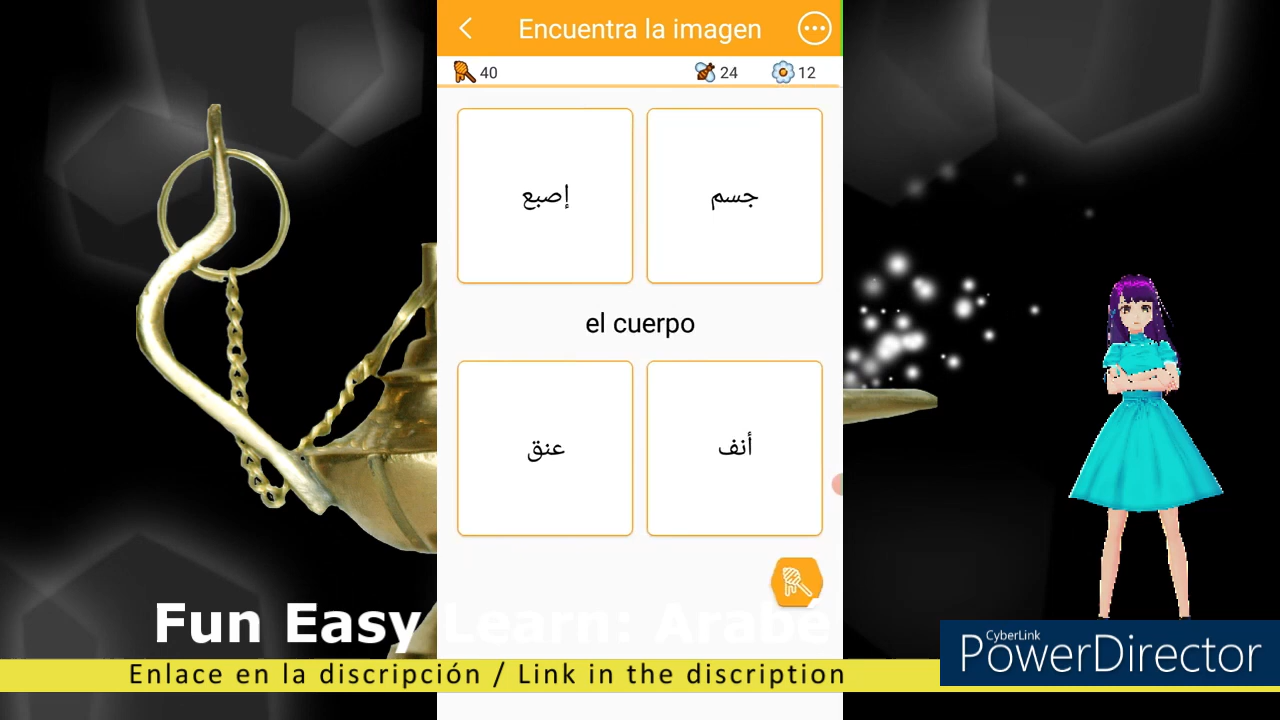 Encuentra la imagen
40 24 12
إصبع جسم
el cuerpo
عنق أنف
Fun Easy Learn: Arabe
CyberLink
PowerDirector
Enlace en la discripción / Link in the discription